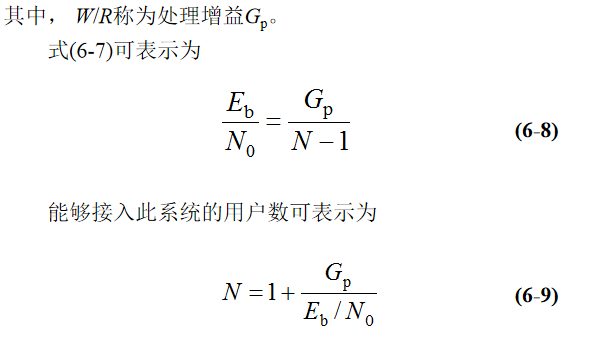 其中， W/R称为处理增益Gp。
式(6-7)可表示为
Eb/N0 = Gp/(N−1) (6-8)
能够接入此系统的用户数可表示为
N = 1 + Gp/(Eb / N0) (6-9)